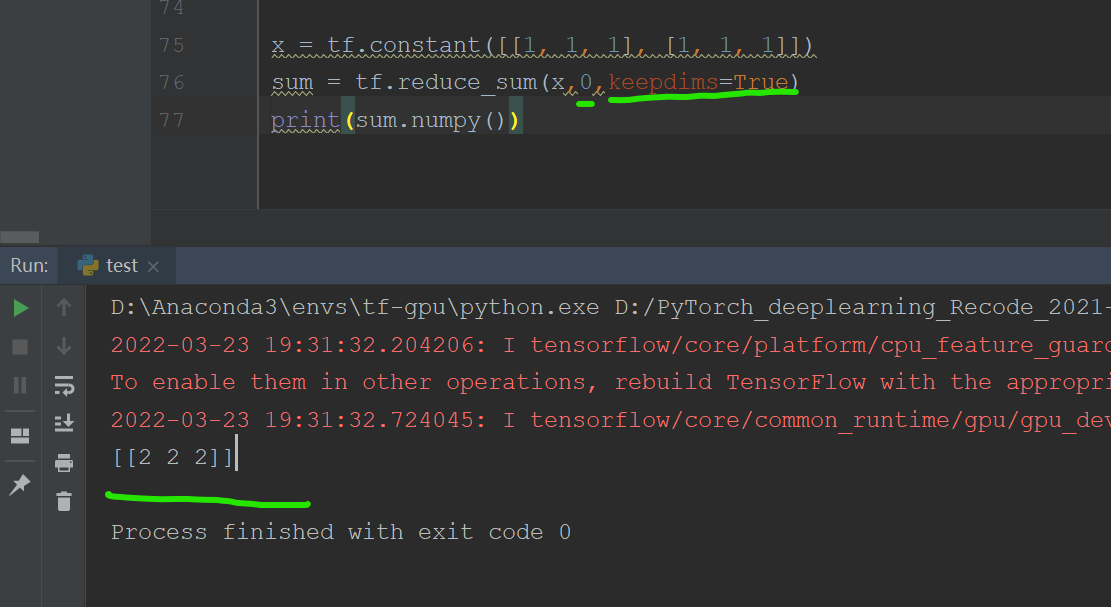 74
75 x = tf.constant([[1, 1, 1], [1, 1, 1]])
76 sum = tf.reduce_sum(x,0,keepdims=True)
77 print(sum.numpy())
Run: test
D:\Anaconda3\envs\tf-gpu\python.exe D:/PyTorch_deeplearning_Recode_2021-
2022-03-23 19:31:32.204206: I tensorflow/core/platform/cpu_feature_guard
To enable them in other operations, rebuild TensorFlow with the appropri
2022-03-23 19:31:32.724045: I tensorflow/core/common_runtime/gpu/gpu_dev
[[2 2 2]]
Process finished with exit code 0